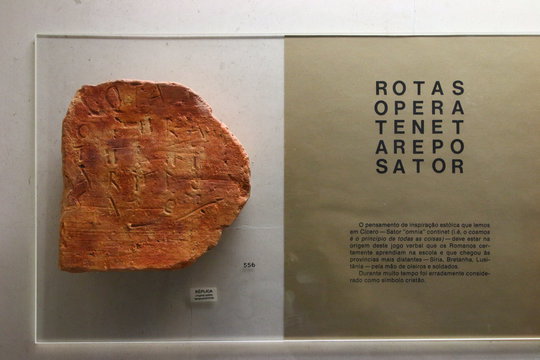 ROTAS
OPERA
TENET
AREPO
SATOR
O pensamento de inspiração estóica que lemos
em Cícero — Sator "omnia" continet (i.é, o cosmos
é o princípio de todas as coisas) — deve estar na
origem deste jogo verbal que os Romanos cer-
tamente aprendiam na escola e que chegou às
províncias mais distantes — Síria, Bretanha, Lusi-
tânia — pela mão de oleiros e soldados.
Durante muito tempo foi erradamente conside-
rado como símbolo cristão.
556
RÉPLICA